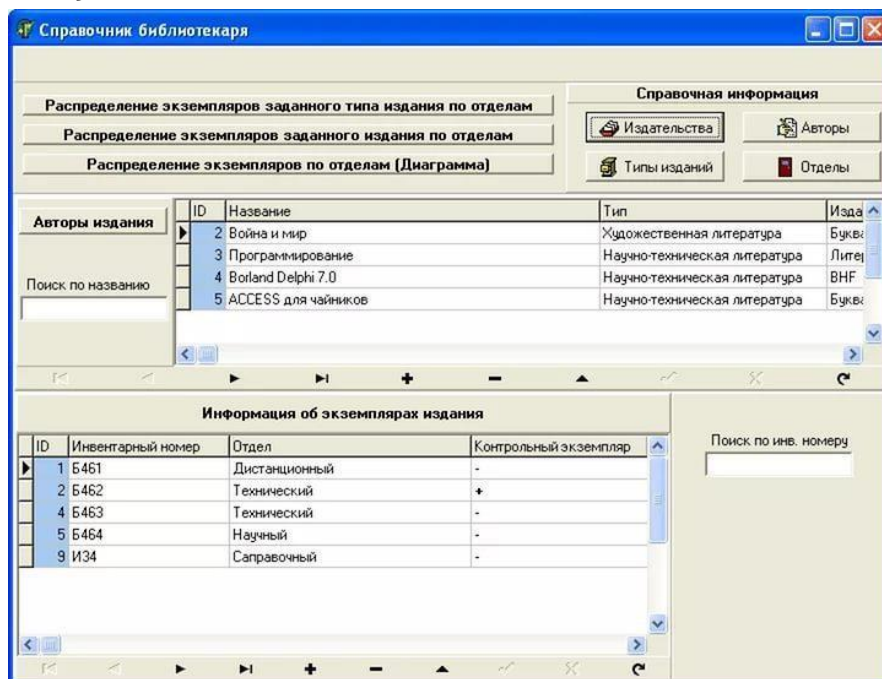 Справочник библиотекаря
Распределение экземпляров заданного типа издания по отделам
Распределение экземпляров заданного издания по отделам
Распределение экземпляров по отделам (Диаграмма)
Справочная информация
Издательства Авторы
Типы изданий Отделы
Авторы издания
Поиск по названию
ID Название Тип Изда
2 Война и мир Художественная литература Буква
3 Программирование Научно-техническая литература Литер
4 Borland Delphi 7.0 Научно-техническая литература BHF
5 ACCESS для чайников Научно-техническая литература Буква
Информация об экземплярах издания
ID Инвентарный номер Отдел Контрольный экземпляр
1 Б461 Дистанционный -
2 Б462 Технический +
4 Б463 Технический -
5 Б464 Научный -
9 И34 Саправочный -
Поиск по инв. номеру